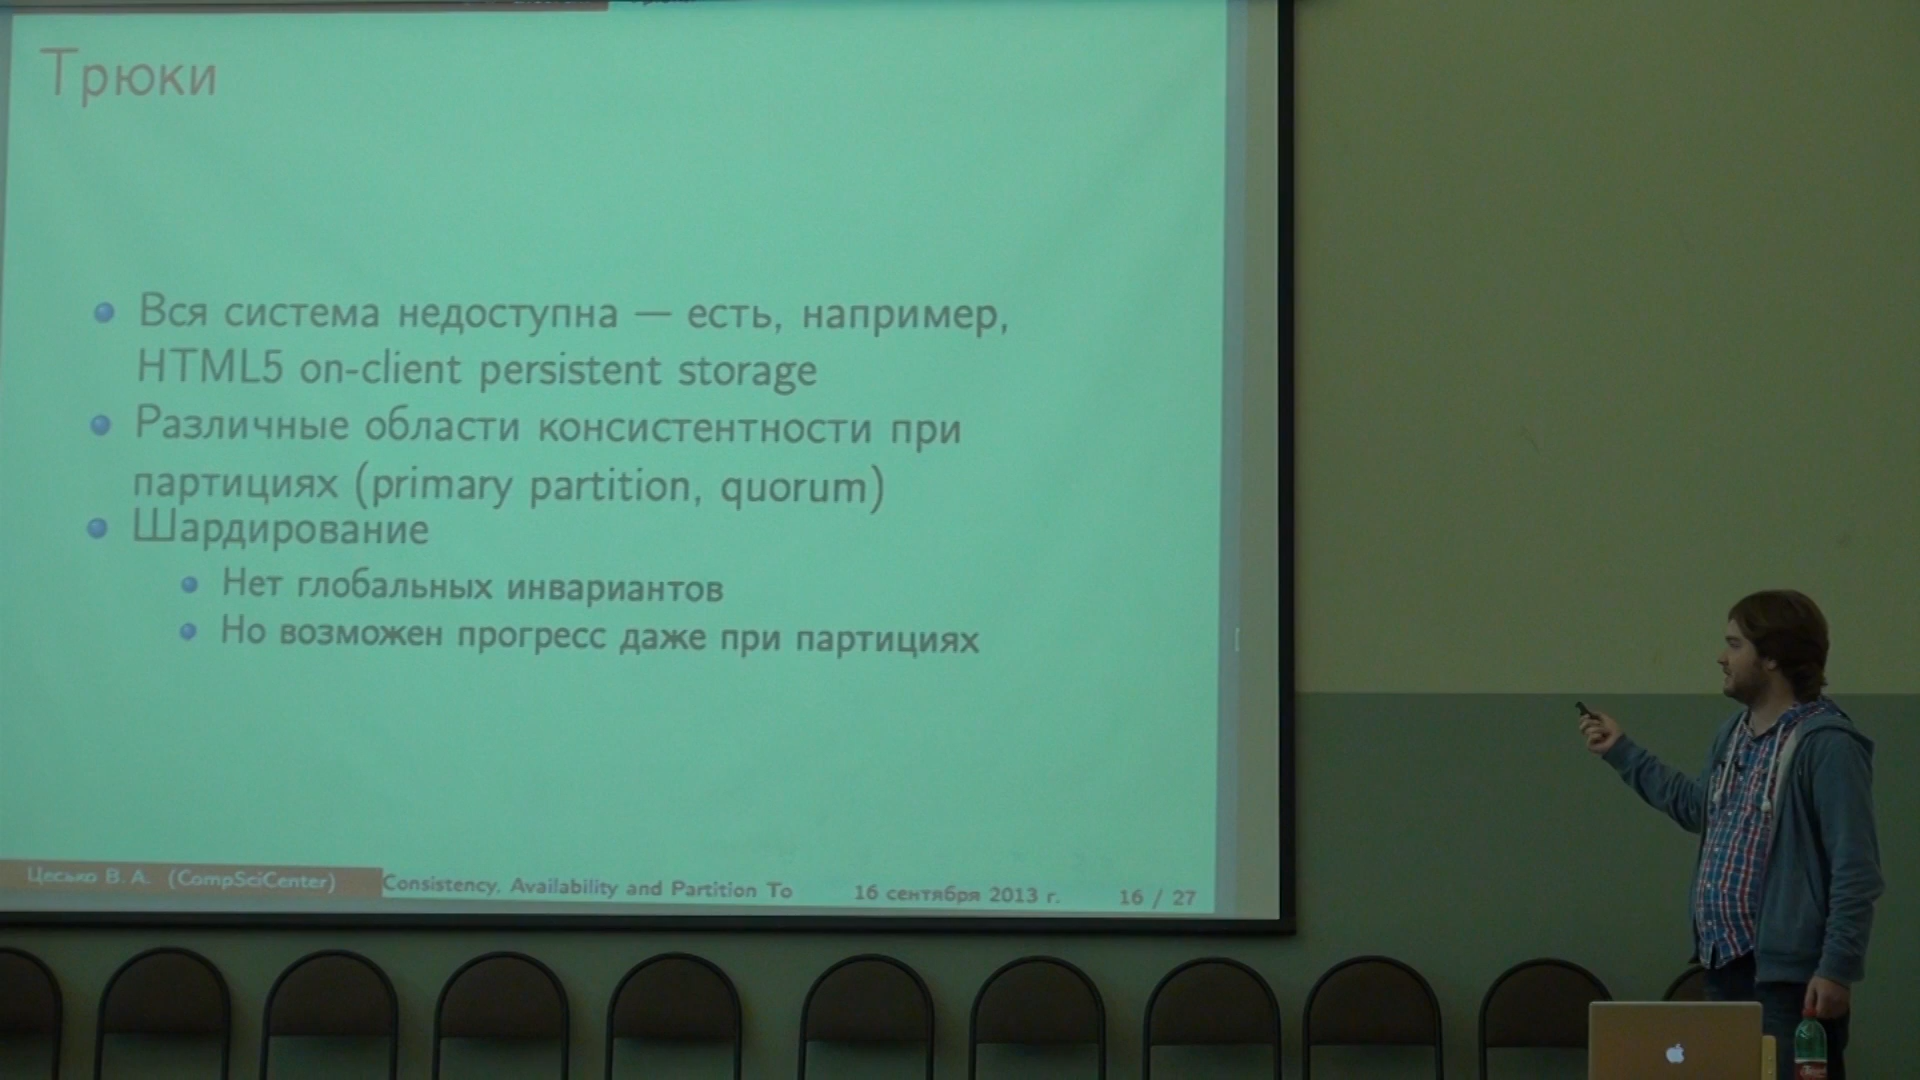 Трюки
Вся система недоступна — есть, например,
HTML5 on-client persistent storage
Различные области консистентности при
партициях (primary partition, quorum)
Шардирование
Нет глобальных инвариантов
Но возможен прогресс даже при партициях
Цесько В. А. (CompSciCenter)
Consistency, Availability and Partition To
16 сентября 2013 г.
16 / 27